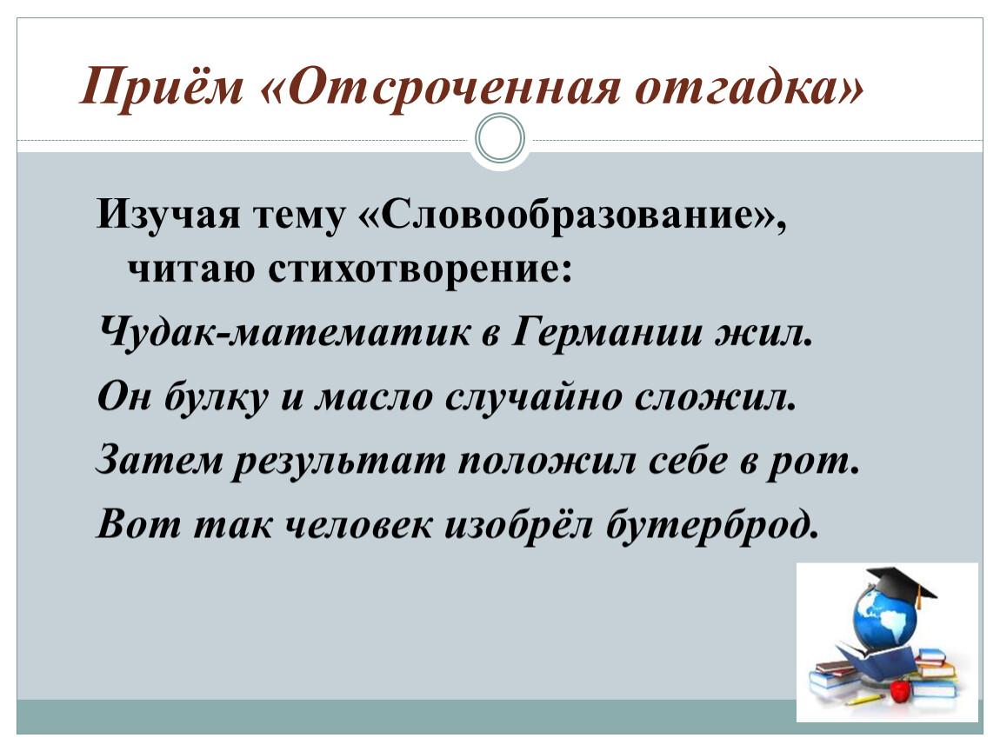 Приём «Отсроченная отгадка»
Изучая тему «Словообразование»,
читаю стихотворение:
Чудак-математик в Германии жил.
Он булку и масло случайно сложил.
Затем результат положил себе в рот.
Вот так человек изобрёл бутерброд.